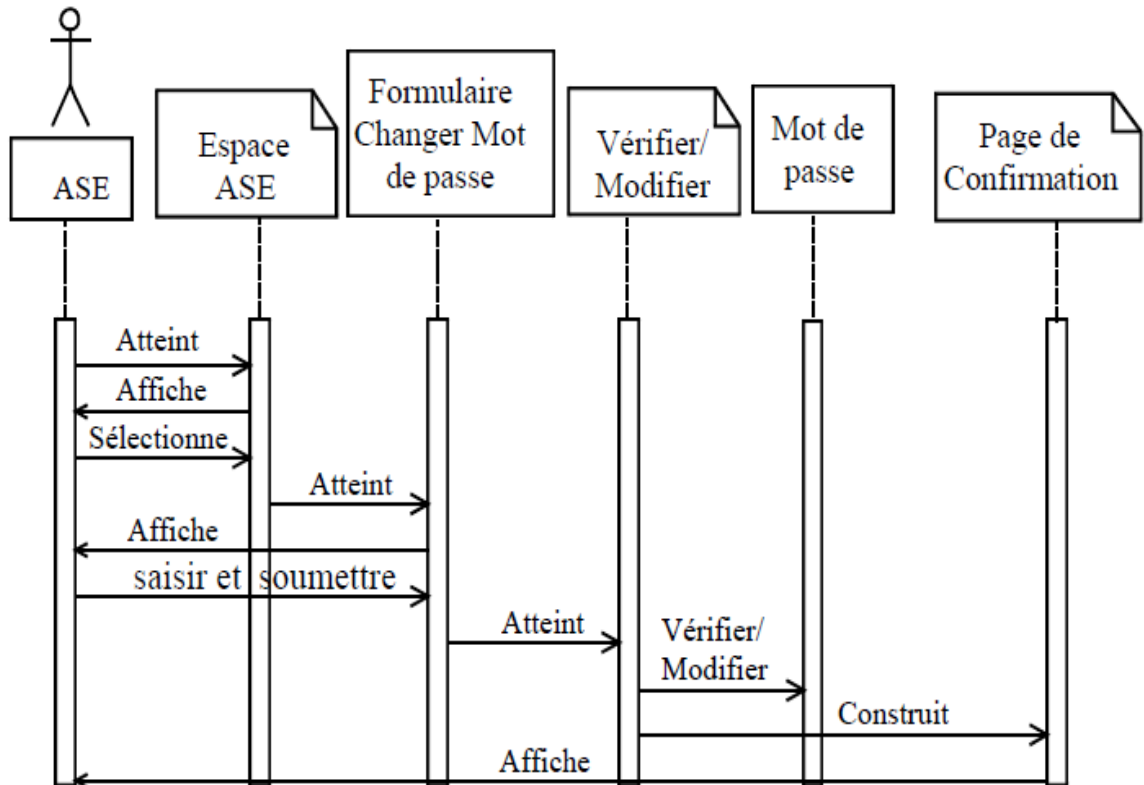 ASE
Espace
ASE
Formulaire
Changer Mot
de passe
Vérifier/
Modifier
Mot de
passe
Page de
Confirmation
Atteint
Affiche
Sélectionne
Atteint
Affiche
saisir et soumettre
Atteint
Vérifier/
Modifier
Construit
Affiche